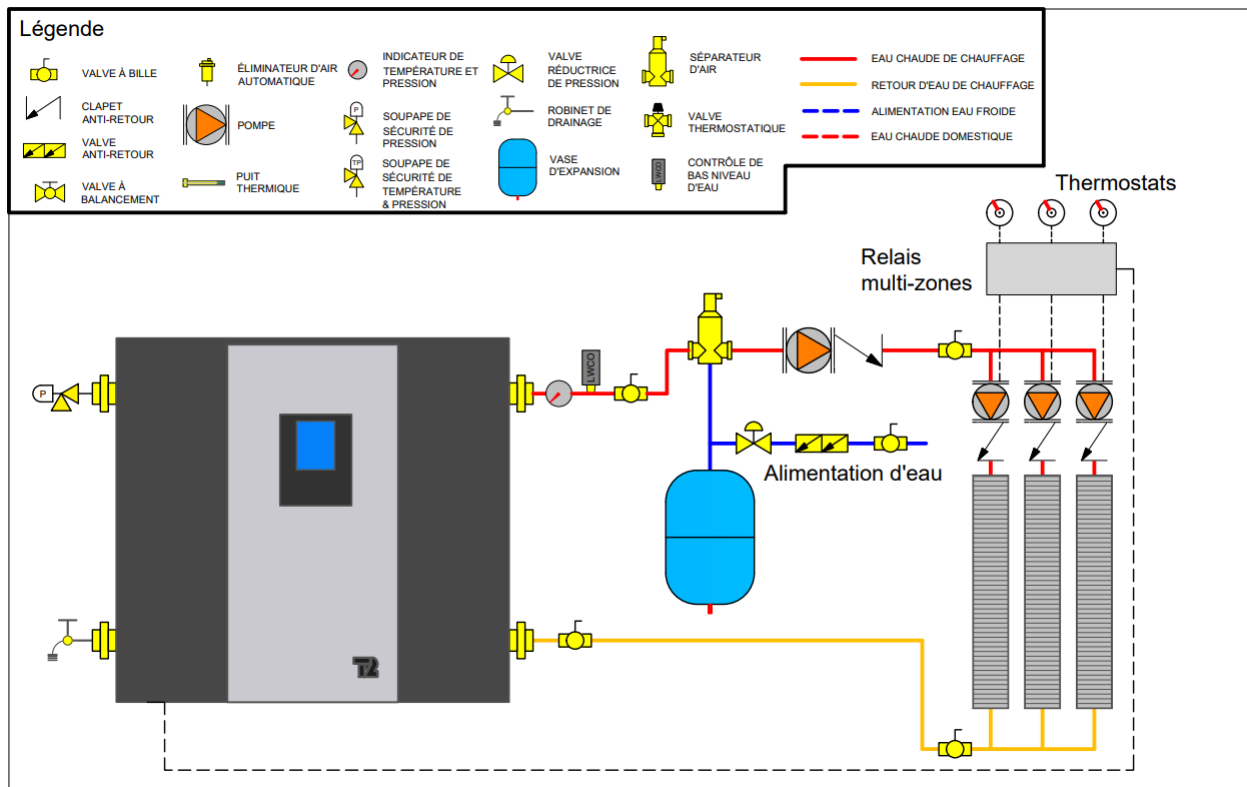 Légende
VALVE À BILLE
CLAPET
ANTI-RETOUR
VALVE
ANTI-RETOUR
VALVE À
BALANCEMENT
ÉLIMINATEUR D'AIR
AUTOMATIQUE
POMPE
PUIT
THERMIQUE
INDICATEUR DE
TEMPÉRATURE ET
PRESSION
P
SOUPAPE DE
SÉCURITÉ DE
PRESSION
TP
SOUPAPE DE
SÉCURITÉ DE
TEMPÉRATURE
& PRESSION
VALVE
RÉDUCTRICE
DE PRESSION
ROBINET DE
DRAINAGE
VASE
D'EXPANSION
SÉPARATEUR
D'AIR
VALVE
THERMOSTATIQUE
LWCO
CONTRÔLE DE
BAS NIVEAU
D'EAU
EAU CHAUDE DE CHAUFFAGE
RETOUR D'EAU DE CHAUFFAGE
ALIMENTATION EAU FROIDE
EAU CHAUDE DOMESTIQUE
Thermostats
Relais
multi-zones
P
LWCO
Alimentation d'eau
T2